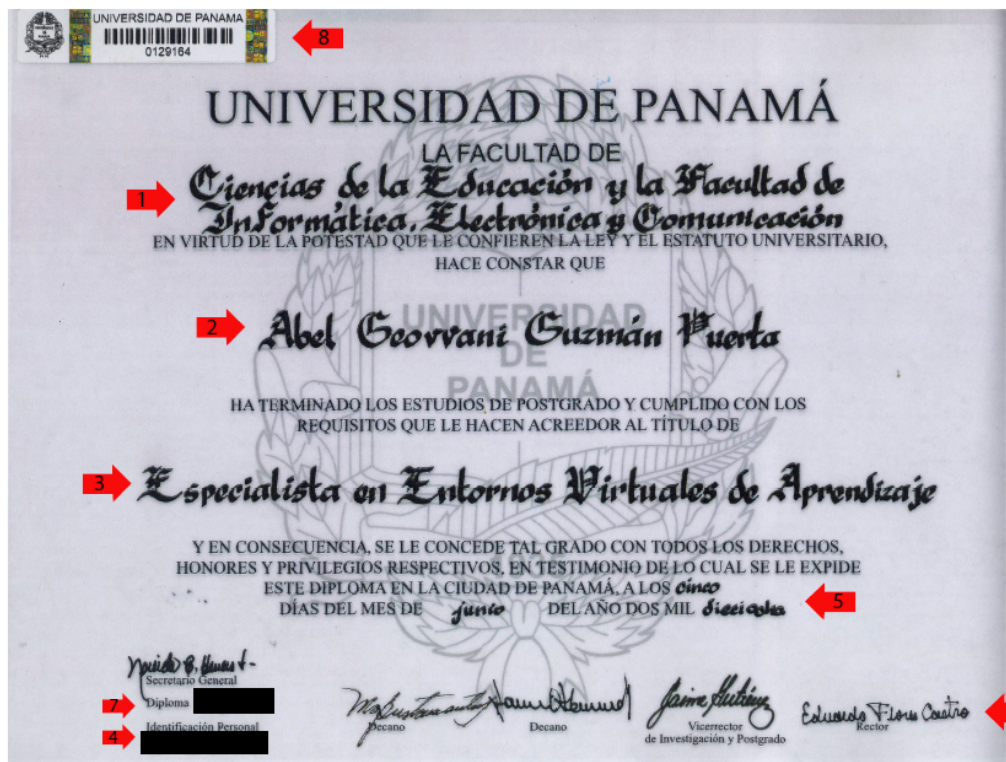 UNIVERSIDAD DE PANAMA
0129164
8
UNIVERSIDAD DE PANAMÁ
LA FACULTAD DE
1
Ciencias de la Educación y la Facultad de
Informática, Electrónica y Comunicación
EN VIRTUD DE LA POTESTAD QUE LE CONFIEREN LA LEY Y EL ESTATUTO UNIVERSITARIO,
HACE CONSTAR QUE
UNIVERSIDAD
DE
PANAMÁ
2
Abel Geovvani Guzmán Puerta
HA TERMINADO LOS ESTUDIOS DE POSTGRADO Y CUMPLIDO CON LOS
REQUISITOS QUE LE HACEN ACREEDOR AL TÍTULO DE
3
Especialista en Entornos Virtuales de Aprendizaje
Y EN CONSECUENCIA, SE LE CONCEDE TAL GRADO CON TODOS LOS DERECHOS,
HONORES Y PRIVILEGIOS RESPECTIVOS, EN TESTIMONIO DE LO CUAL SE LE EXPIDE
ESTE DIPLOMA EN LA CIUDAD DE PANAMÁ, A LOS cinco
DÍAS DEL MES DE junio DEL AÑO DOS MIL dieciocho
5
Secretario General
7
Diploma
Identificación Personal
4
Decano
Decano
Jaime Gutiérrez
Vicerrector
de Investigación y Postgrado
Eduardo Flores Castro
Rector